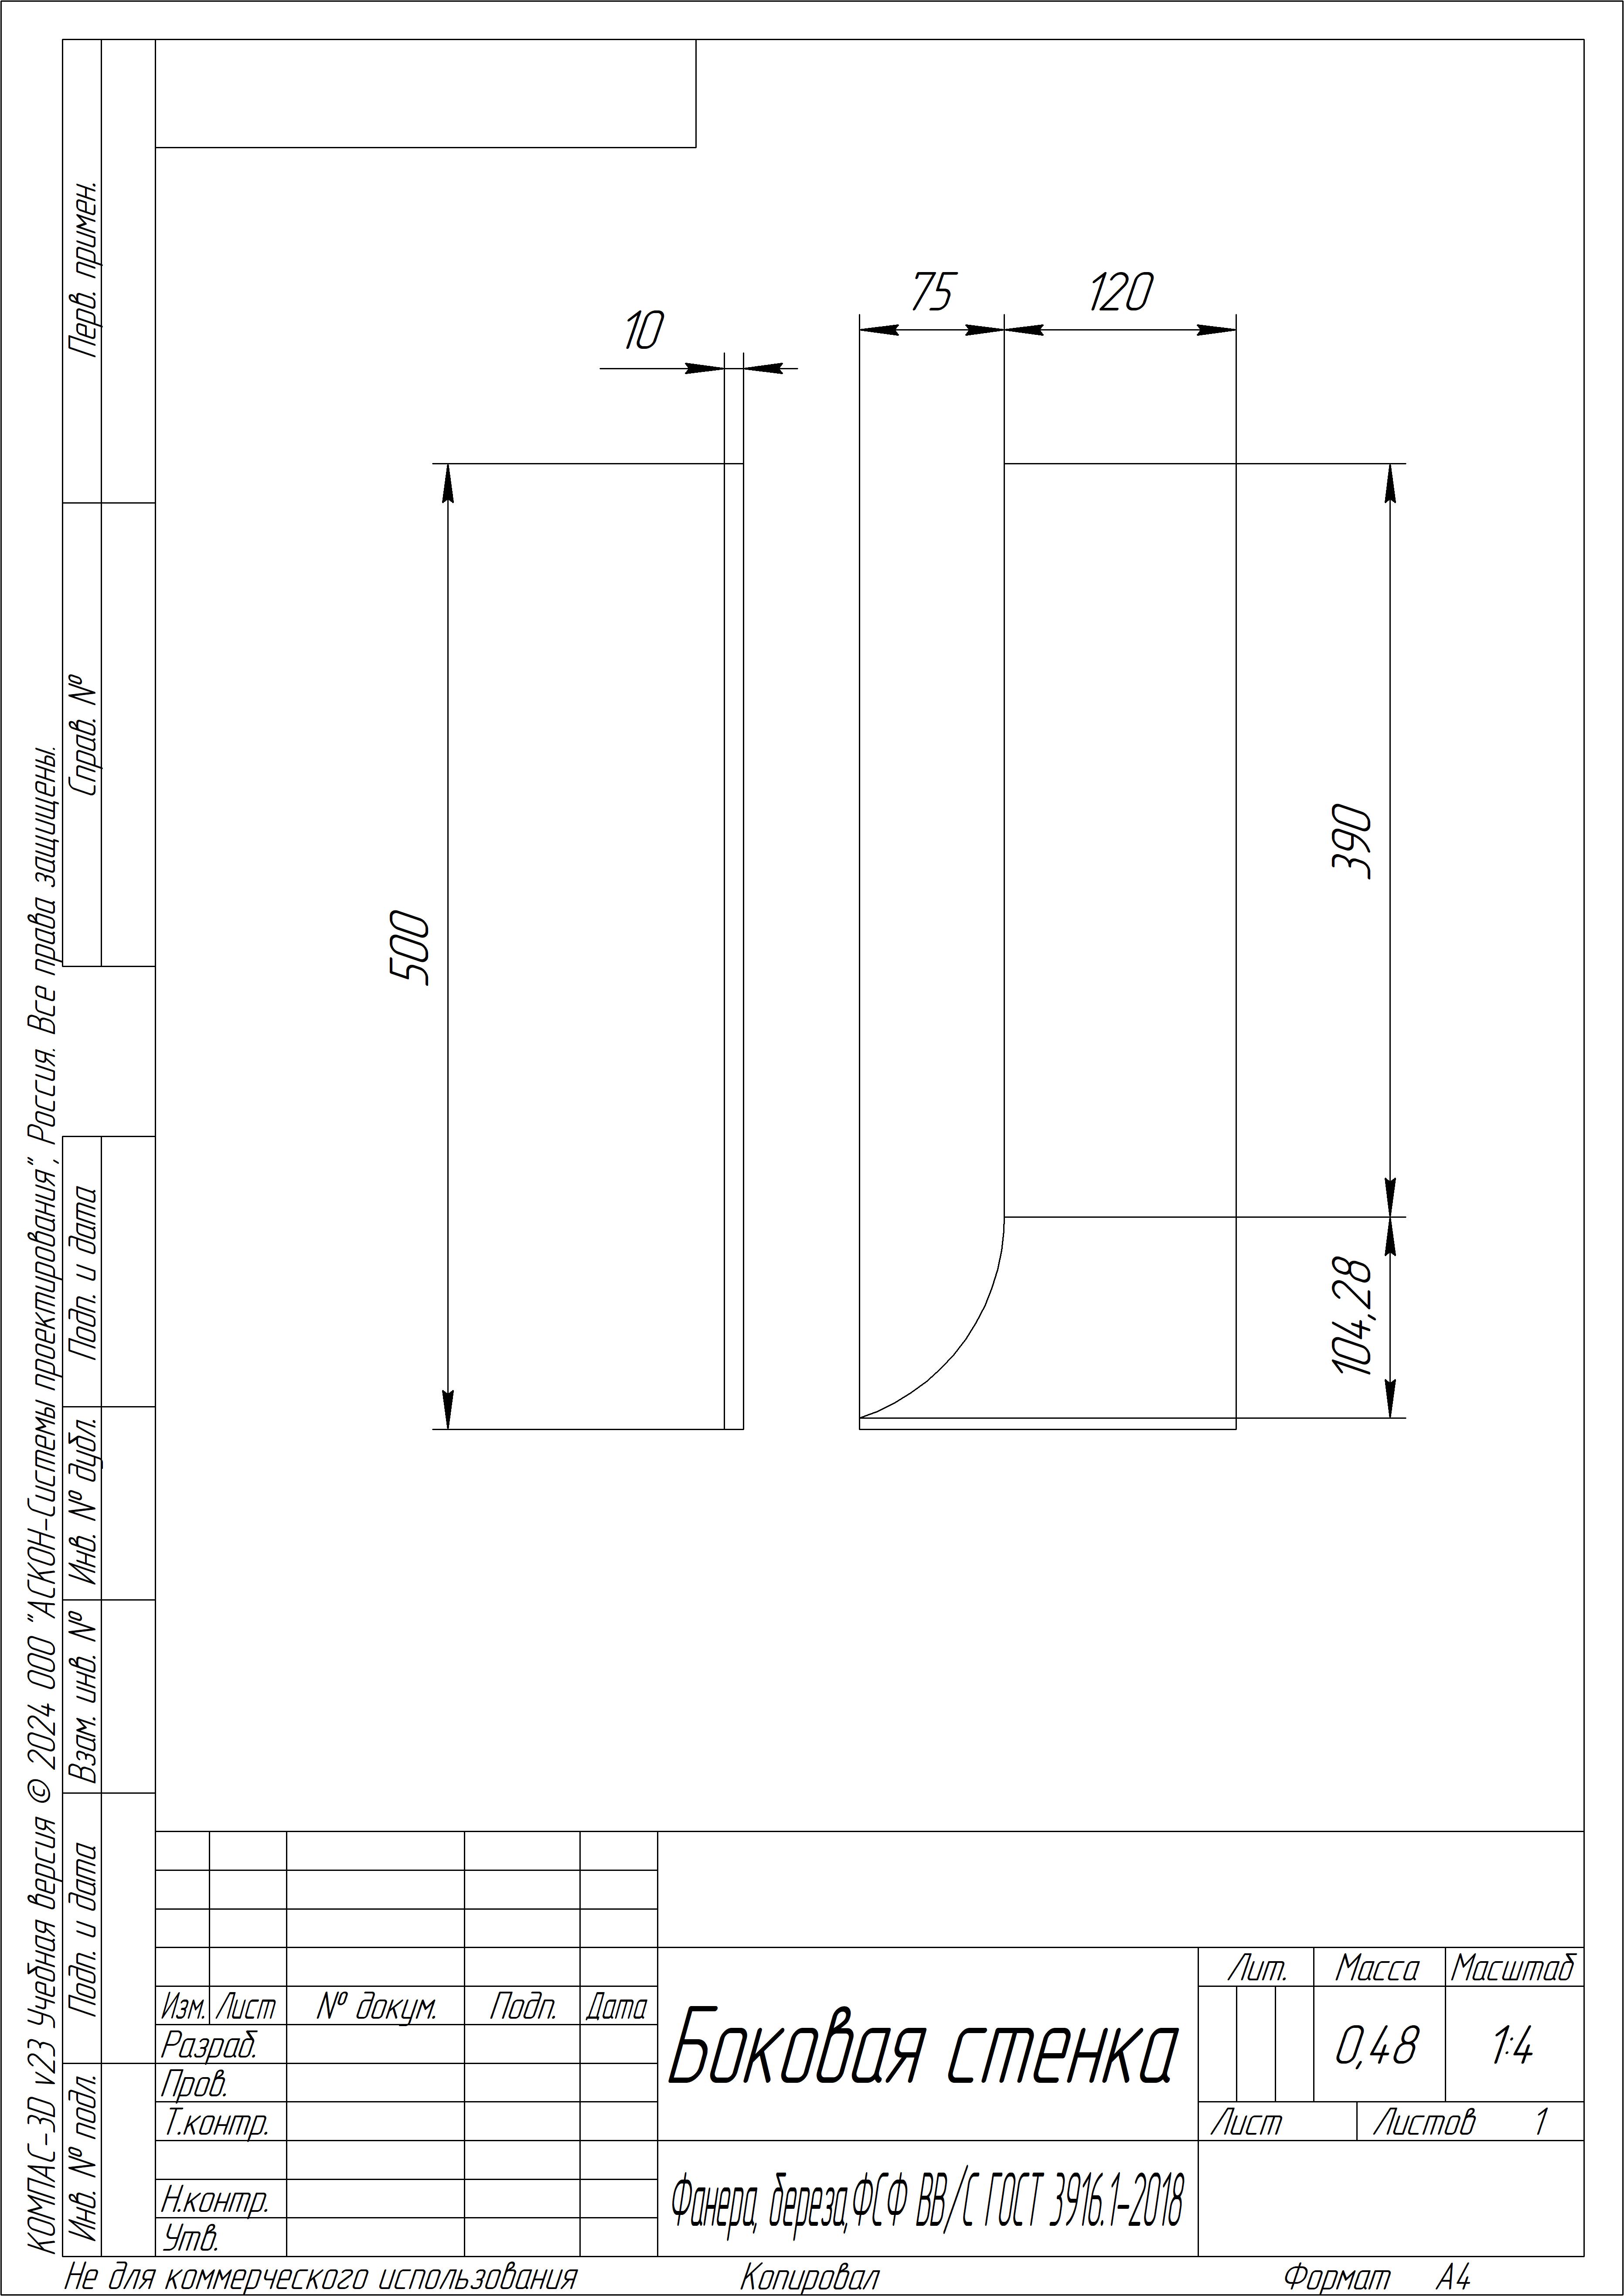 Перв. примен.
Справ. №
Подп. и дата
Инв. № дубл.
Взам. инв. №
Подп. и дата
Инв. № подл.
КОМПАС-3D v23 Учебная версия © 2024 ООО "АСКОН-Системы проектирования", Россия. Все права защищены.
75
120
10
500
390
104,28
Изм. Лист № докум. Подп. Дата
Разраб.
Пров.
Т.контр.
Н.контр.
Утв.
Боковая стенка
Фанера, береза,ФСФ ВВ/С ГОСТ 3916.1-2018
Лит. Масса Масштаб
0,48 1:4
Лист Листов 1
Не для коммерческого использования Копировал Формат А4